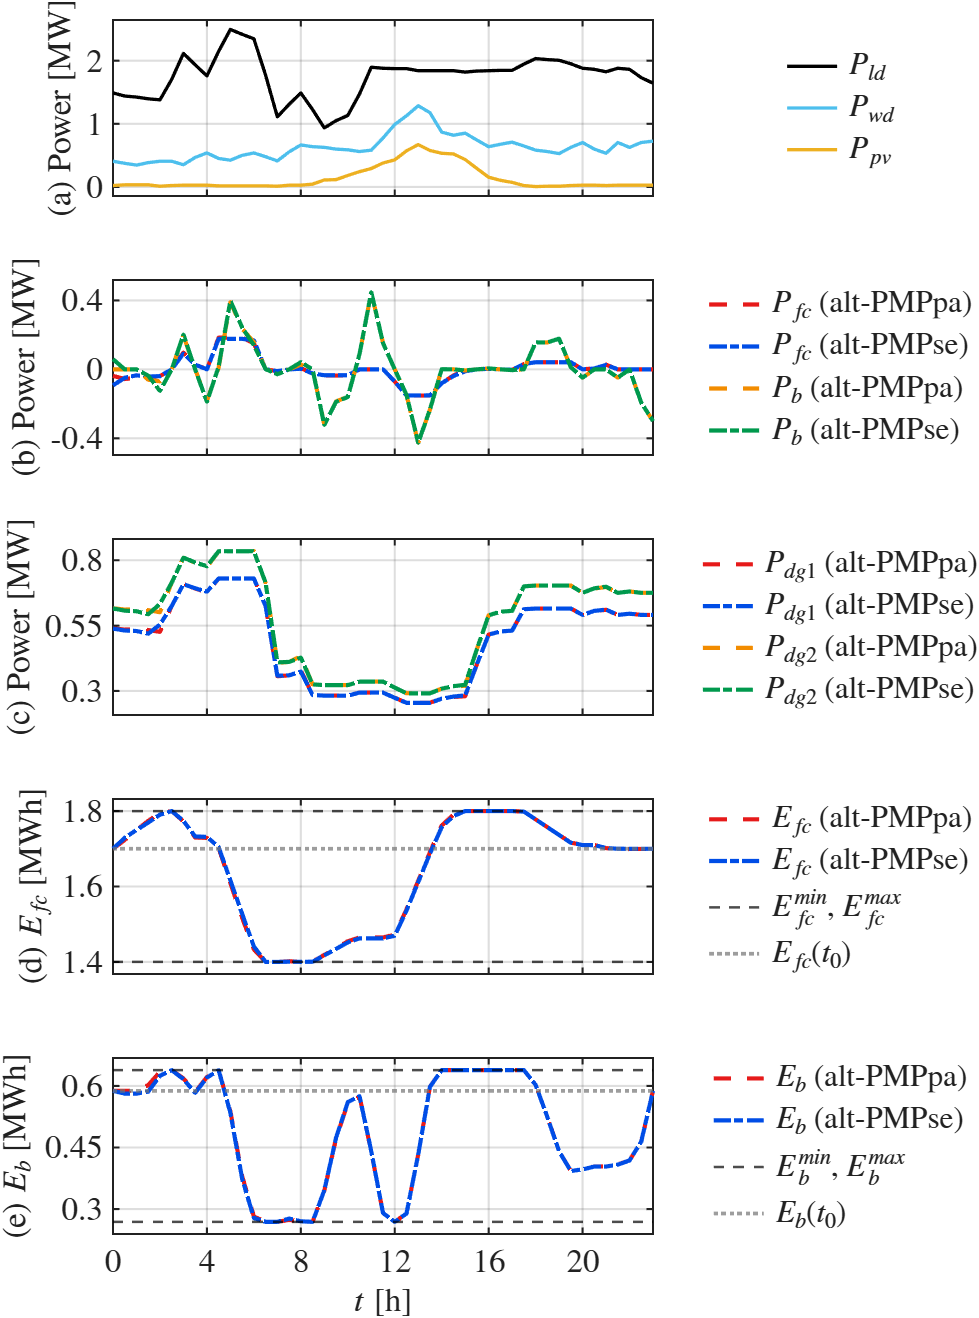 (a) Power [MW]
2
1
0
P_ld
P_wd
P_pv
(b) Power [MW]
0.4
0
-0.4
P_fc (alt-PMPpa)
P_fc (alt-PMPse)
P_b (alt-PMPpa)
P_b (alt-PMPse)
(c) Power [MW]
0.8
0.55
0.3
P_dg1 (alt-PMPpa)
P_dg1 (alt-PMPse)
P_dg2 (alt-PMPpa)
P_dg2 (alt-PMPse)
(d) E_fc [MWh]
1.8
1.6
1.4
E_fc (alt-PMPpa)
E_fc (alt-PMPse)
E_fc^min, E_fc^max
E_fc(t_0)
(e) E_b [MWh]
0.6
0.45
0.3
E_b (alt-PMPpa)
E_b (alt-PMPse)
E_b^min, E_b^max
E_b(t_0)
0 4 8 12 16 20
t [h]